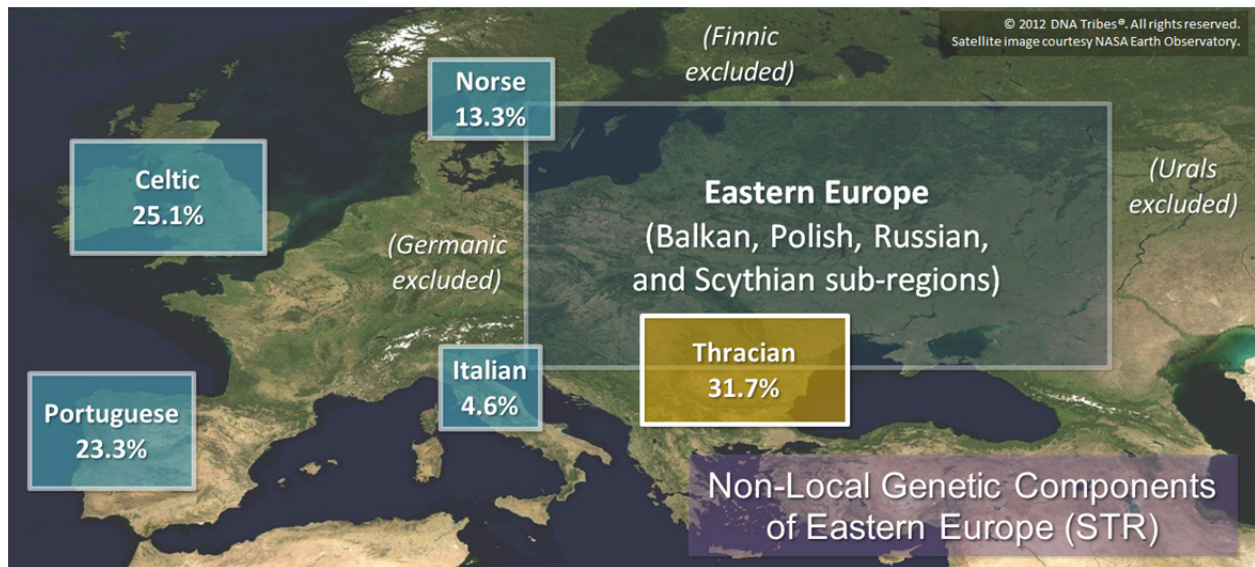 © 2012 DNA Tribes®. All rights reserved.
Satellite image courtesy NASA Earth Observatory.
(Finnic
excluded)
Norse
13.3%
Celtic
25.1%
(Urals
excluded)
Eastern Europe
(Balkan, Polish, Russian,
and Scythian sub-regions)
(Germanic
excluded)
Thracian
31.7%
Italian
4.6%
Portuguese
23.3%
Non-Local Genetic Components
of Eastern Europe (STR)